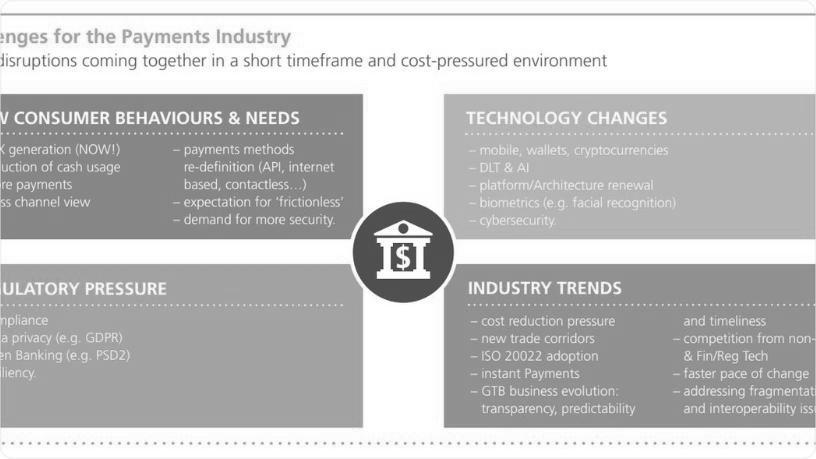 enges for the Payments Industry
disruptions coming together in a short timeframe and cost-pressured environment
W CONSUMER BEHAVIOURS & NEEDS
X generation (NOW!)
uction of cash usage
re payments
ss channel view
– payments methods
re-definition (API, internet
based, contactless...)
– expectation for 'frictionless'
– demand for more security.
TECHNOLOGY CHANGES
– mobile, wallets, cryptocurrencies
– DLT & AI
– platform/Architecture renewal
– biometrics (e.g. facial recognition)
– cybersecurity.
$
ULATORY PRESSURE
mpliance
a privacy (e.g. GDPR)
en Banking (e.g. PSD2)
iliency.
INDUSTRY TRENDS
– cost reduction pressure
– new trade corridors
– ISO 20022 adoption
– instant Payments
– GTB business evolution:
transparency, predictability
and timeliness
– competition from non-
& Fin/Reg Tech
– faster pace of change
– addressing fragmentati
and interoperability issu